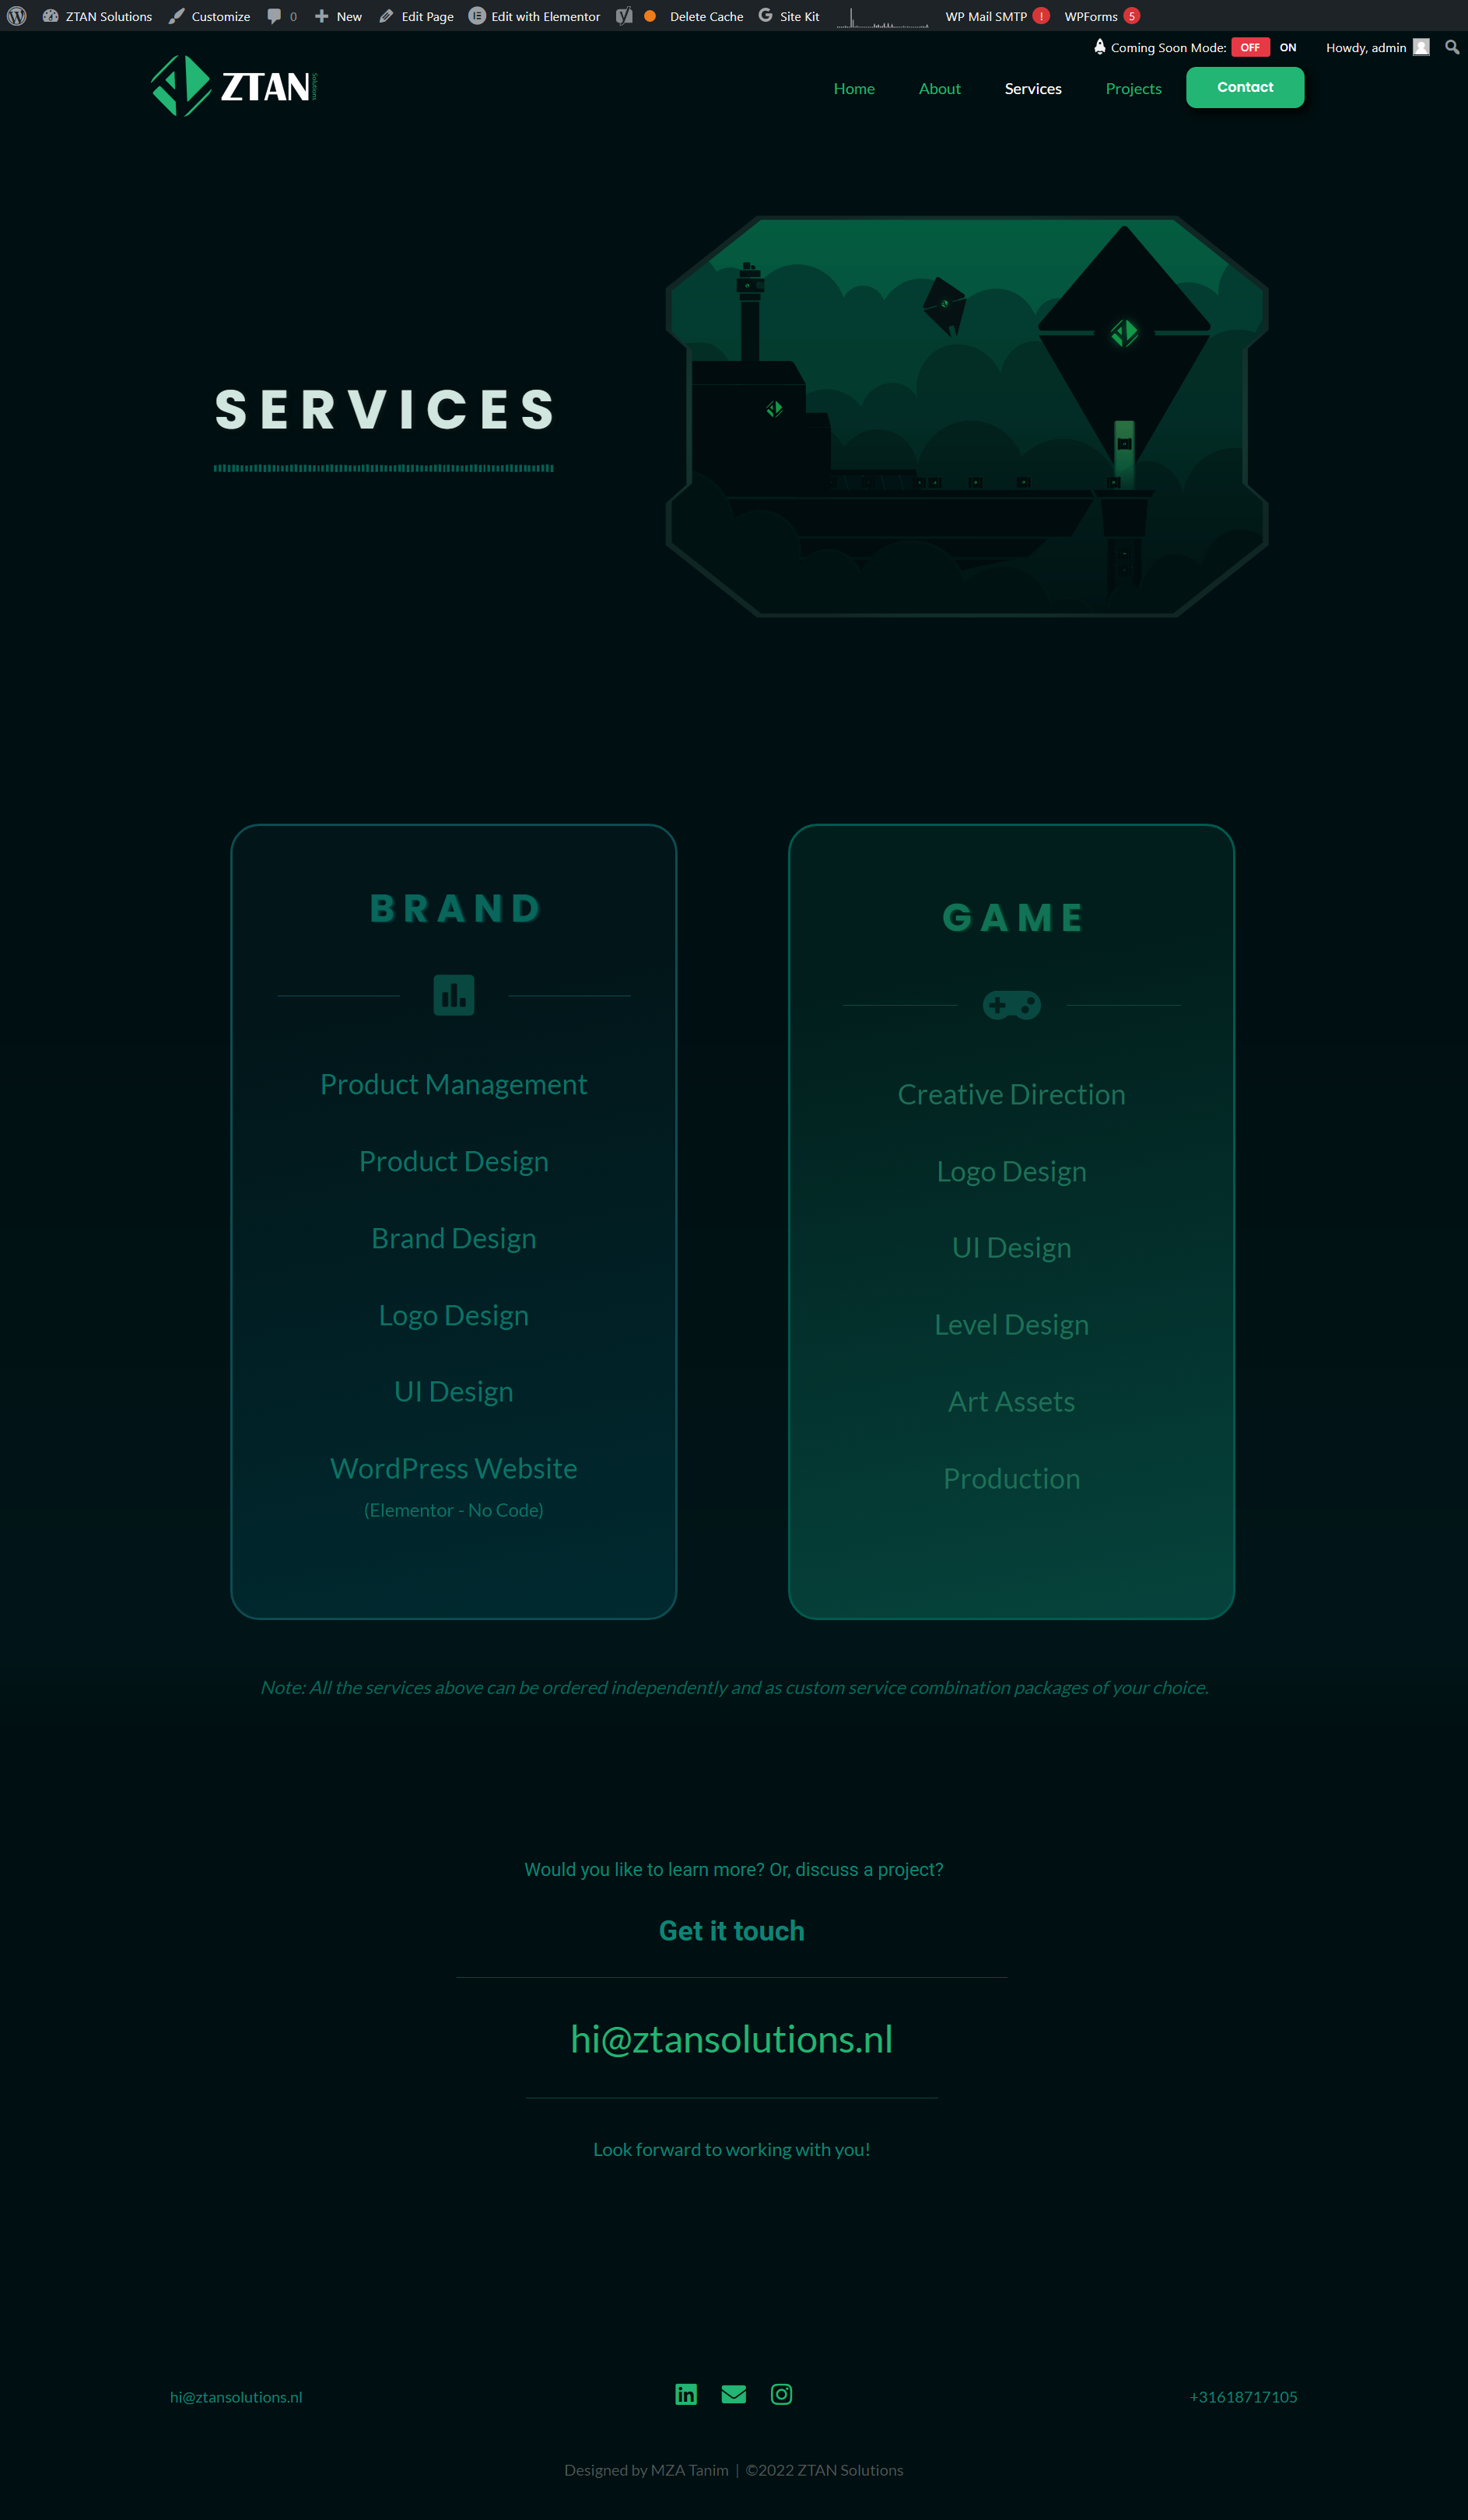 ZTAN Solutions Customize 0 New Edit Page Edit with Elementor Delete Cache Site Kit WP Mail SMTP ! WPForms 5
Coming Soon Mode: OFF ON Howdy, admin
ZTAN Solutions
Home About Services Projects Contact
SERVICES
BRAND
Product Management
Product Design
Brand Design
Logo Design
UI Design
WordPress Website
(Elementor - No Code)
GAME
Creative Direction
Logo Design
UI Design
Level Design
Art Assets
Production
Note: All the services above can be ordered independently and as custom service combination packages of your choice.
Would you like to learn more? Or, discuss a project?
Get it touch
hi@ztansolutions.nl
Look forward to working with you!
hi@ztansolutions.nl
+31618717105
Designed by MZA Tanim | ©2022 ZTAN Solutions